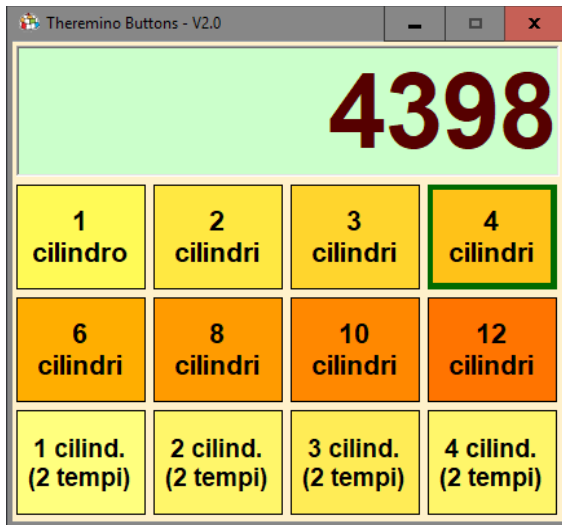 Theremino Buttons - V2.0
4398
1
cilindro
2
cilindri
3
cilindri
4
cilindri
6
cilindri
8
cilindri
10
cilindri
12
cilindri
1 cilind.
(2 tempi)
2 cilind.
(2 tempi)
3 cilind.
(2 tempi)
4 cilind.
(2 tempi)